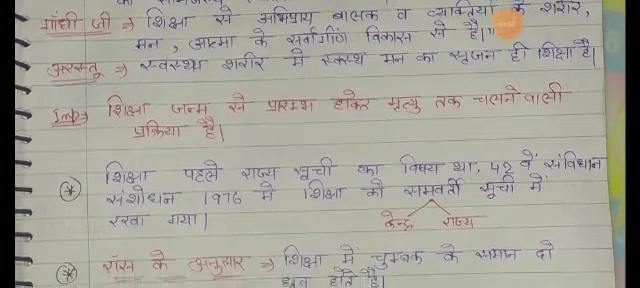 का सामंजस्य
गाँधी जी ⇒ शिक्षा से अभिप्राय बालक व व्यक्तियों के शरीर,
मन, आत्मा के सर्वांगीण विकास से है।"
अरस्तू ⇒ स्वस्थ शरीर में स्वस्थ मन का सृजन ही शिक्षा है।
Imp⇒ शिक्षा जन्म से प्रारम्भ होकर मृत्यु तक चलने वाली
प्रक्रिया है।
* शिक्षा पहले राज्य सूची का विषय था, 42 वें संविधान
संशोधन 1976 में शिक्षा को समवर्ती सूची में
रखा गया।
केन्द्र राज्य
* रॉस के अनुसार ⇒ शिक्षा में चुम्बक के समान दो
ध्रुव होते है।